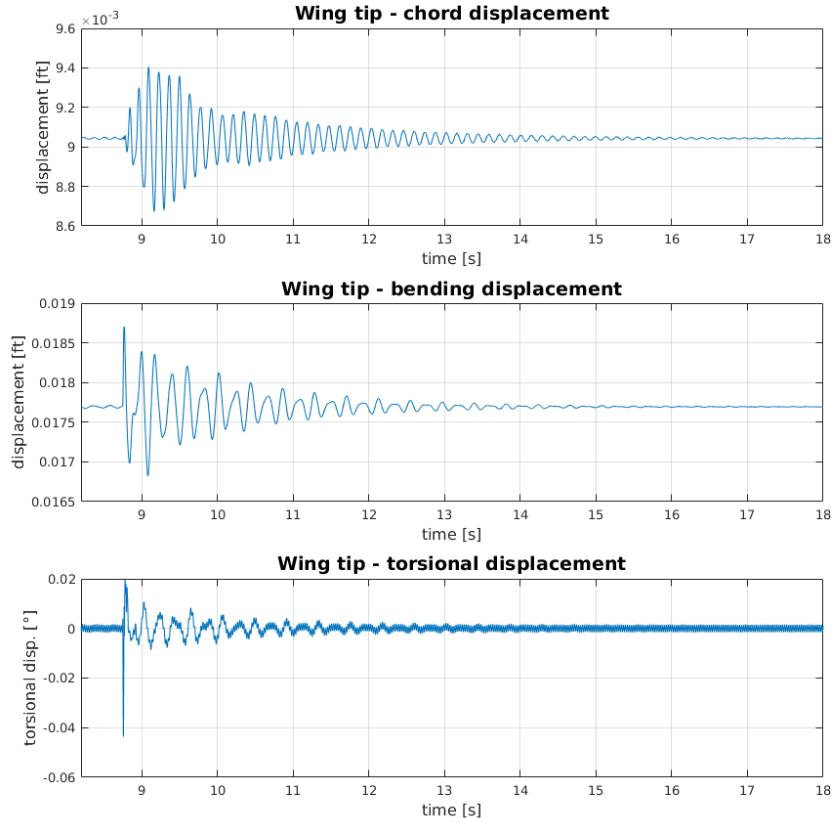 Wing tip - chord displacement
×10⁻³
9.6
9.4
9.2
9
8.8
8.6
displacement [ft]
9 10 11 12 13 14 15 16 17 18
time [s]
Wing tip - bending displacement
0.019
0.0185
0.018
0.0175
0.017
0.0165
displacement [ft]
9 10 11 12 13 14 15 16 17 18
time [s]
Wing tip - torsional displacement
0.02
0
-0.02
-0.04
-0.06
torsional disp. [°]
9 10 11 12 13 14 15 16 17 18
time [s]